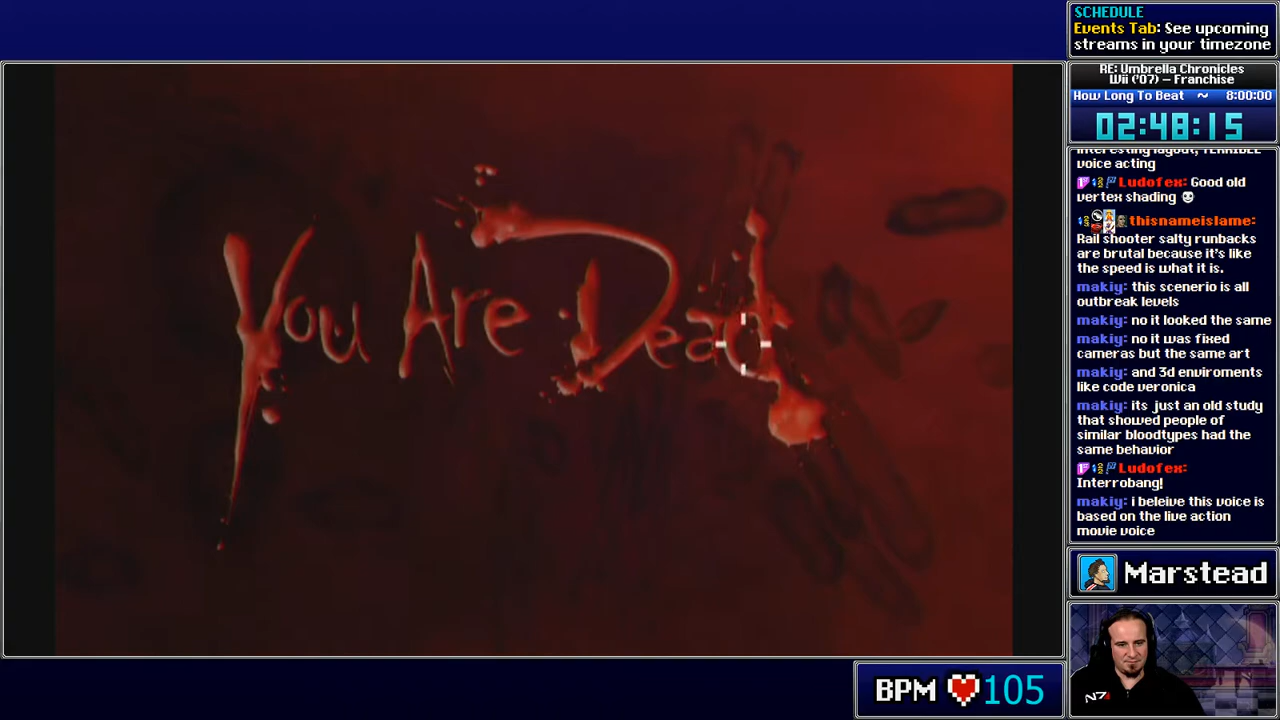 SCHEDULE
Events Tab: See upcoming
streams in your timezone
RE: Umbrella Chronicles
Wii ('07) – Franchise
How Long To Beat ~ 8:00:00
02:48:15
interesting layout, TERRIBLE
voice acting
Ludofex: Good old
vertex shading
thisnameislame:
Rail shooter salty runbacks
are brutal because it's like
the speed is what it is.
makiy: this scenerio is all
outbreak levels
makiy: no it looked the same
makiy: no it was fixed
cameras but the same art
makiy: and 3d enviroments
like code veronica
makiy: its just an old study
that showed people of
similar bloodtypes had the
same behavior
Ludofex:
Interrobang!
makiy: i beleive this voice is
based on the live action
movie voice
You Are Dead
Marstead
N7
BPM 105